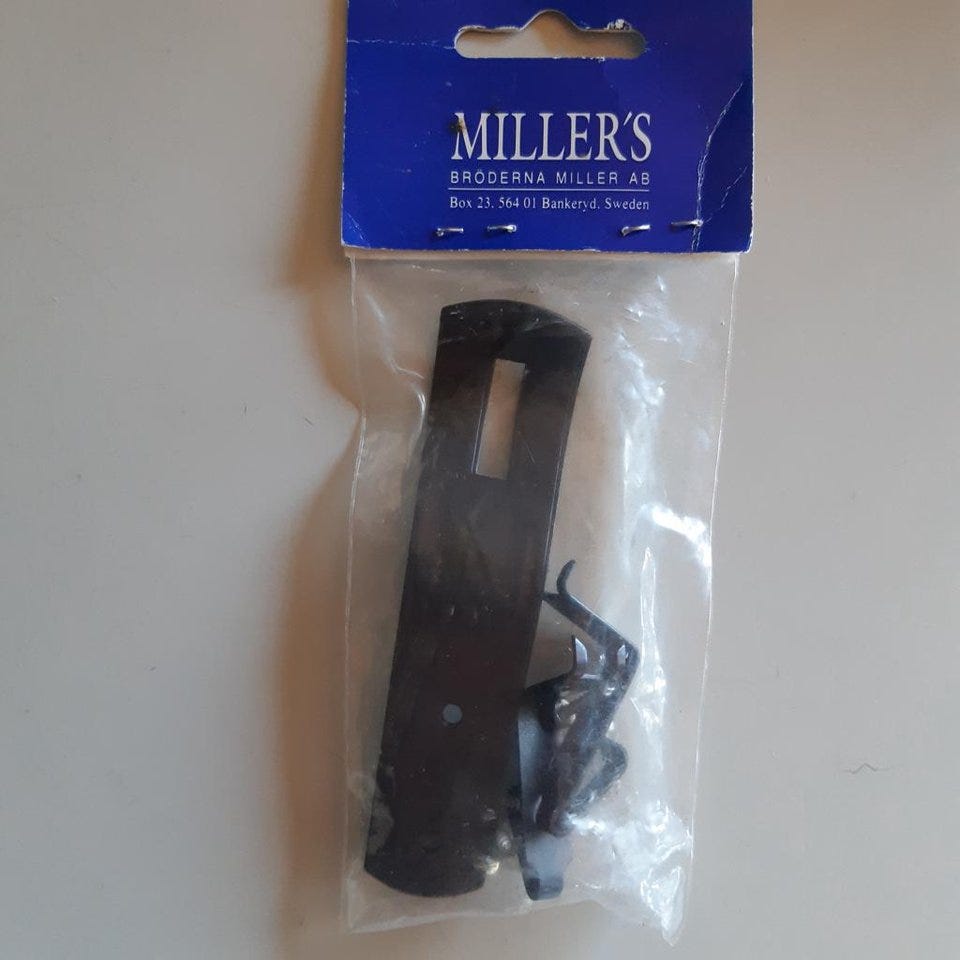 MILLER'S
BRÖDERNA MILLER AB
Box 23, 564 01 Bankeryd, Sweden